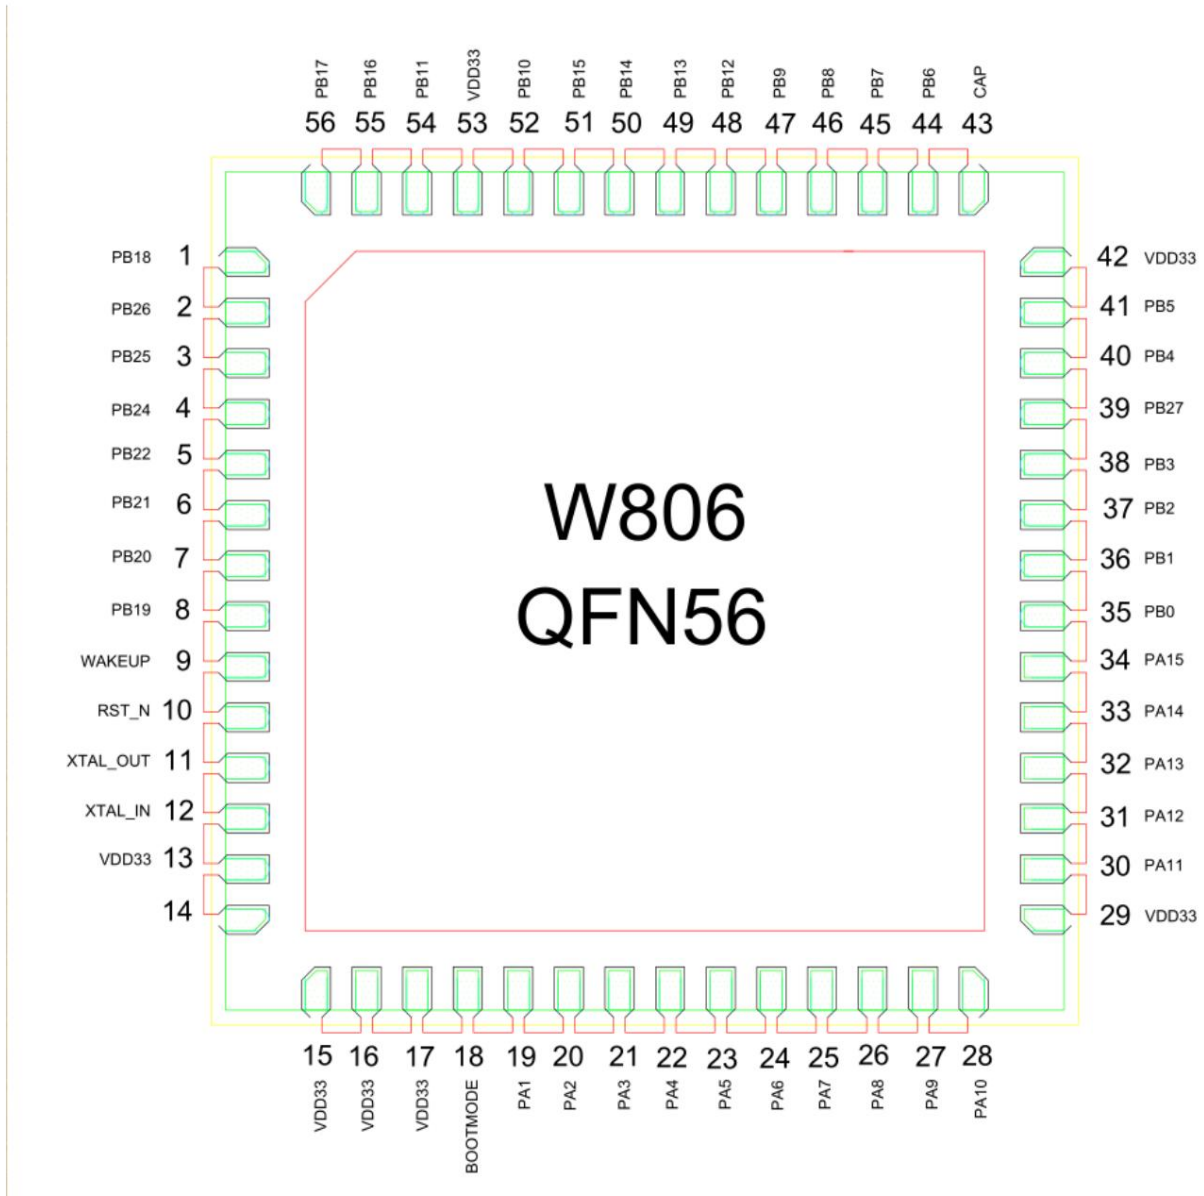 PB17 PB16 PB11 VDD33 PB10 PB15 PB14 PB13 PB12 PB9 PB8 PB7 PB6 CAP
56 55 54 53 52 51 50 49 48 47 46 45 44 43
PB18 1 42 VDD33
PB26 2 41 PB5
PB25 3 40 PB4
PB24 4 39 PB27
PB22 5 38 PB3
PB21 6 37 PB2
PB20 7 36 PB1
PB19 8 35 PB0
WAKEUP 9 34 PA15
RST_N 10 33 PA14
XTAL_OUT 11 32 PA13
XTAL_IN 12 31 PA12
VDD33 13 30 PA11
14 29 VDD33
W806
QFN56
15 16 17 18 19 20 21 22 23 24 25 26 27 28
VDD33 VDD33 VDD33 BOOTMODE PA1 PA2 PA3 PA4 PA5 PA6 PA7 PA8 PA9 PA10